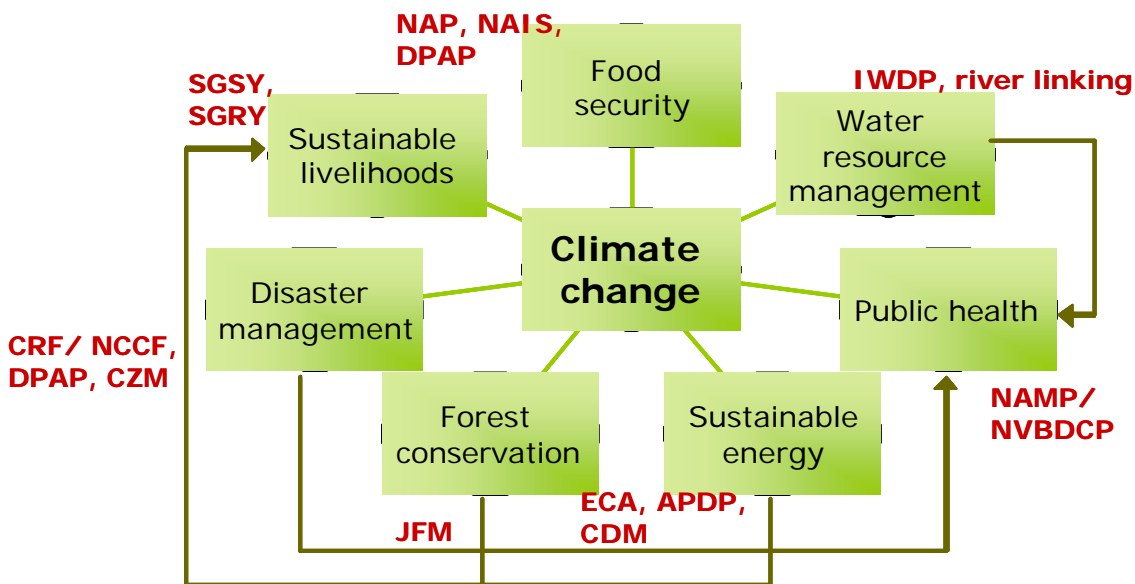 NAP, NAIS,
DPAP
Food
security
SGSY,
SGRY
IWDP, river linking
Sustainable
livelihoods
Water
resource
management
Climate
change
Disaster
management
Public health
CRF/ NCCF,
DPAP, CZM
NAMP/
NVBDCP
Forest
conservation
Sustainable
energy
JFM
ECA, APDP,
CDM